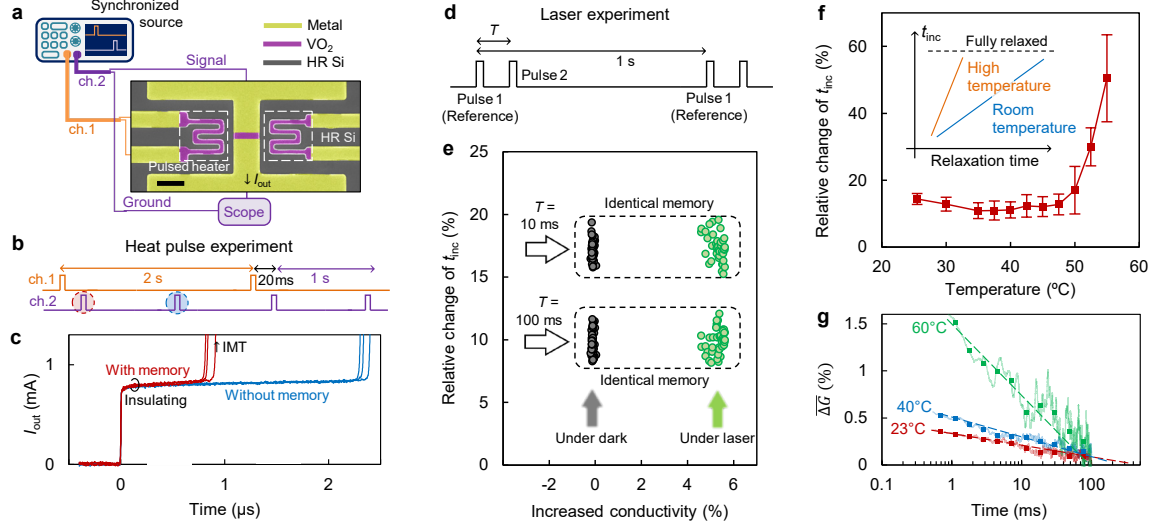 a
Synchronized
source
Metal
VO₂
HR Si
Signal
ch.2
ch.1
HR Si
Pulsed heater
↓ Iout
Ground
Scope
b
Heat pulse experiment
ch.1
2 s
20ms
1 s
ch.2
c
↑IMT
With memory
Insulating
Without memory
Iout (mA)
1
0
0
1
2
Time (µs)
d
Laser experiment
T
1 s
Pulse 2
Pulse 1
(Reference)
Pulse 1
(Reference)
e
Relative change of tinc (%)
25
20
15
10
5
0
T =
10 ms
Identical memory
T =
100 ms
Identical memory
Under dark
Under laser
-4
-2
0
2
4
6
Increased conductivity (%)
f
Relative change of tinc (%)
60
40
20
0
tinc
Fully relaxed
High
temperature
Room
temperature
Relaxation time
20
30
40
50
60
Temperature (ºC)
g
ΔG (%)
1.5
1
0.5
0
60°C
40°C
23°C
0.1
1
10
100
Time (ms)